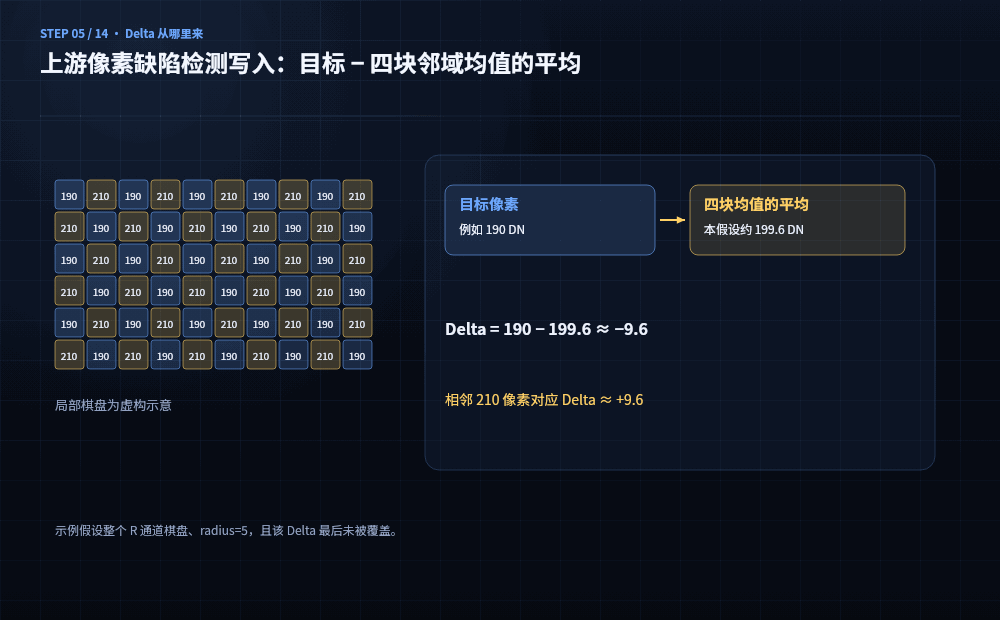 STEP 05 / 14 · Delta 从哪里来
上游像素缺陷检测写入：目标 − 四块邻域均值的平均
190 210 190 210 190 210 190 210 190 210
210 190 210 190 210 190 210 190 210 190
190 210 190 210 190 210 190 210 190 210
210 190 210 190 210 190 210 190 210 190
190 210 190 210 190 210 190 210 190 210
210 190 210 190 210 190 210 190 210 190
局部棋盘为虚构示意
目标像素
例如 190 DN
四块均值的平均
本假设约 199.6 DN
Delta = 190 − 199.6 ≈ −9.6
相邻 210 像素对应 Delta ≈ +9.6
示例假设整个 R 通道棋盘、radius=5，且该 Delta 最后未被覆盖。